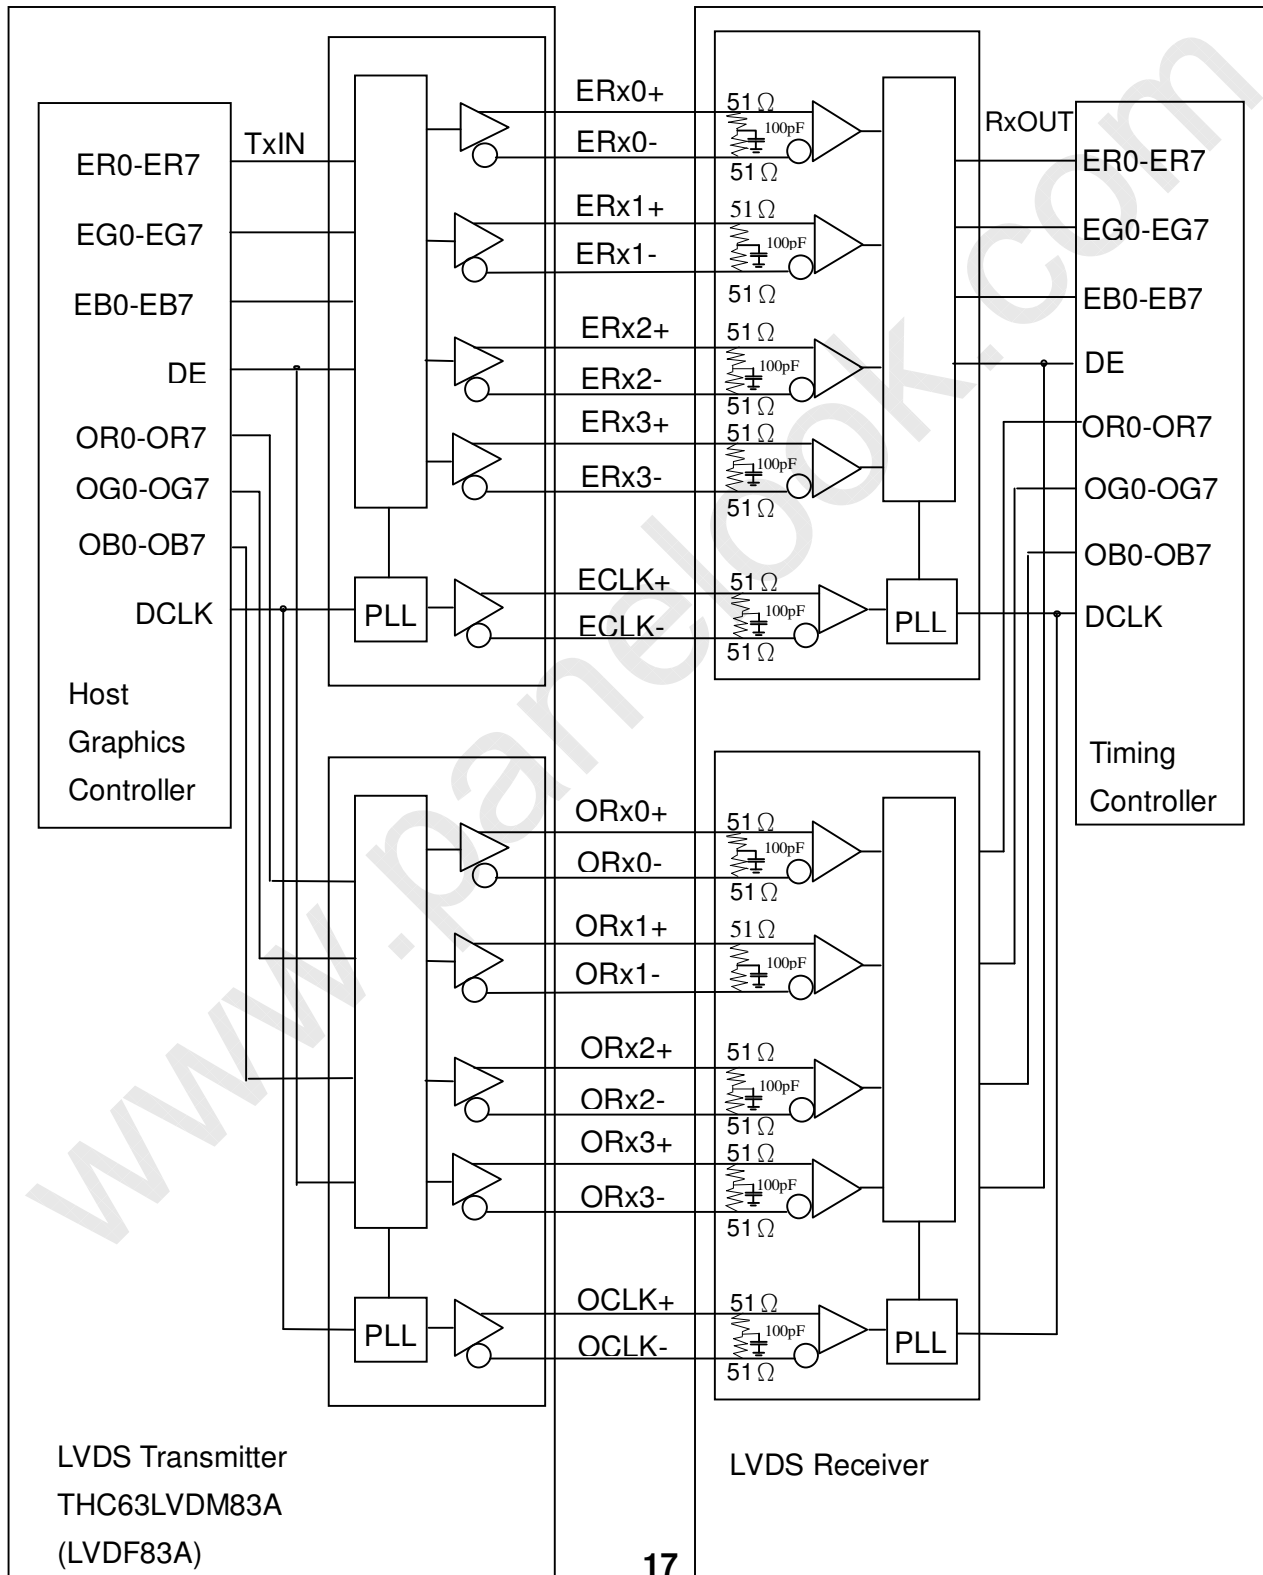 TxIN
ER0-ER7
EG0-EG7
EB0-EB7
DE
OR0-OR7
OG0-OG7
OB0-OB7
DCLK
Host
Graphics
Controller
PLL
ERx0+
ERx0-
ERx1+
ERx1-
ERx2+
ERx2-
ERx3+
ERx3-
ECLK+
ECLK-
51Ω
100pF
51Ω
51Ω
100pF
51Ω
51Ω
100pF
51Ω
51Ω
100pF
51Ω
51Ω
100pF
51Ω
PLL
RxOUT
ER0-ER7
EG0-EG7
EB0-EB7
DE
OR0-OR7
OG0-OG7
OB0-OB7
DCLK
Timing
Controller
PLL
ORx0+
ORx0-
ORx1+
ORx1-
ORx2+
ORx2-
ORx3+
ORx3-
OCLK+
OCLK-
51Ω
100pF
51Ω
51Ω
100pF
51Ω
100pF
51Ω
51Ω
100pF
51Ω
51Ω
100pF
51Ω
PLL
LVDS Transmitter
THC63LVDM83A
(LVDF83A)
LVDS Receiver
17
www.panelook.com